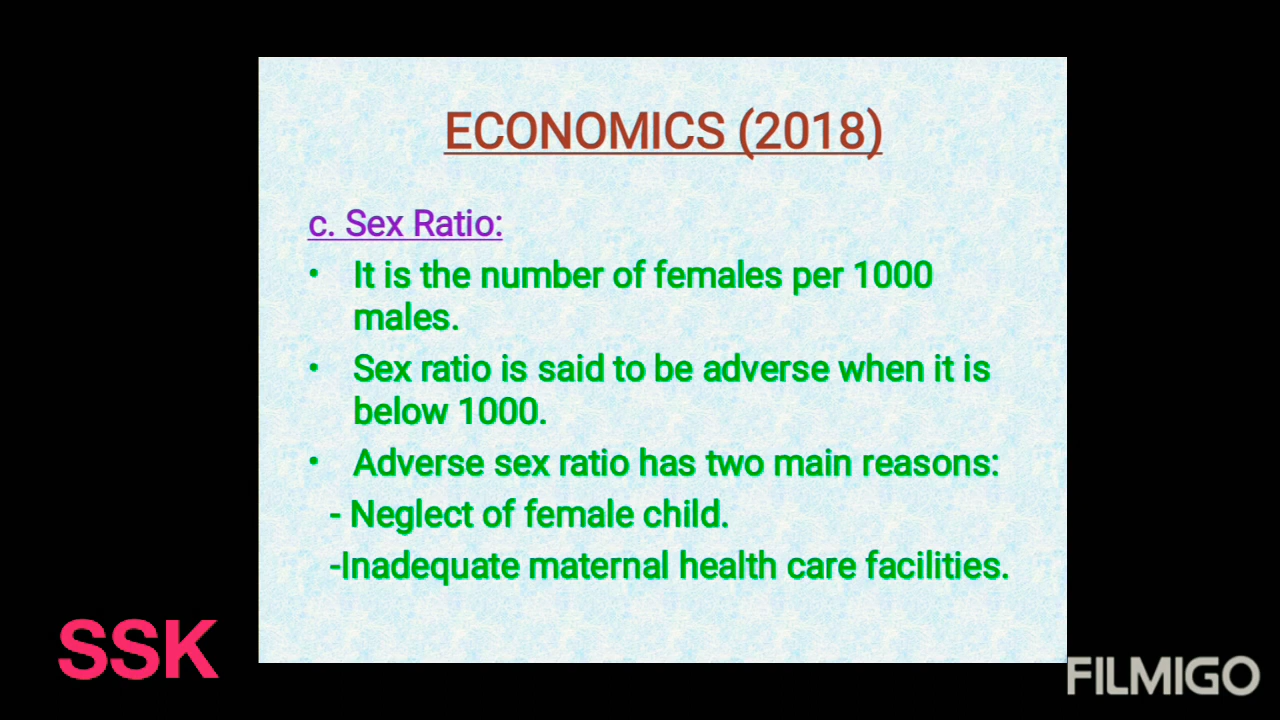 ECONOMICS (2018)
c. Sex Ratio:
• It is the number of females per 1000
males.
• Sex ratio is said to be adverse when it is
below 1000.
• Adverse sex ratio has two main reasons:
- Neglect of female child.
-Inadequate maternal health care facilities.
SSK
FILMIGO